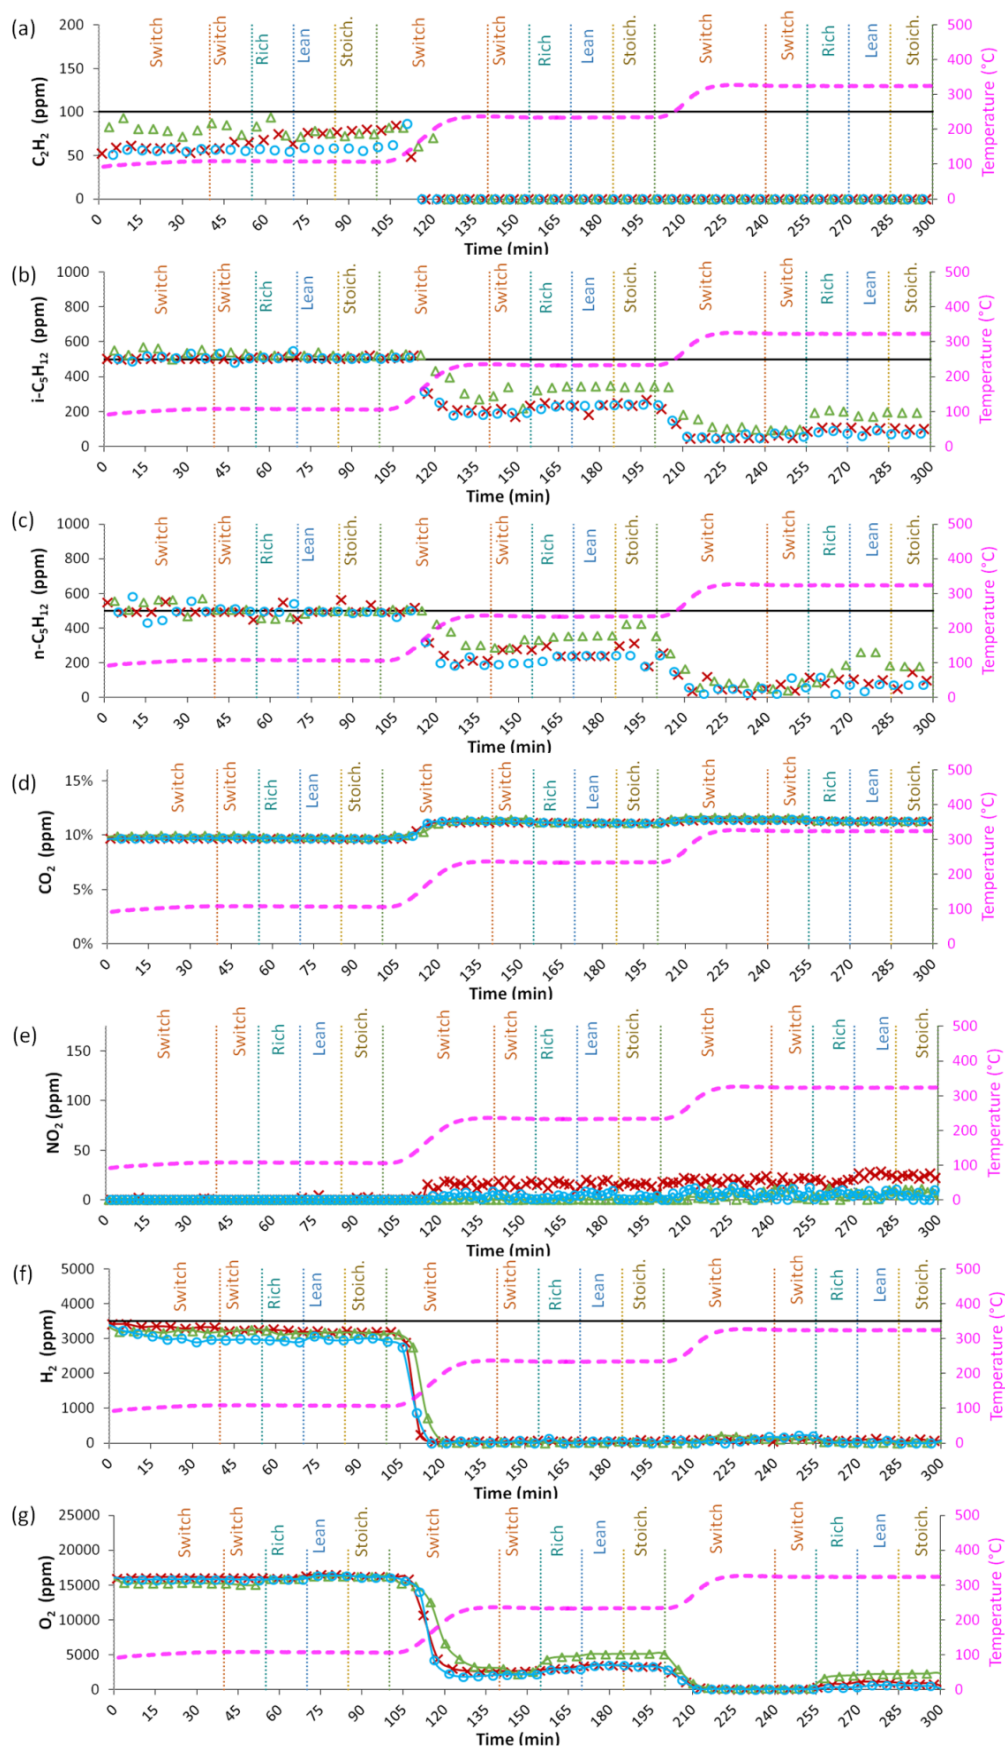 (a)
Switch Switch Rich Lean Stoich. Switch Switch Rich Lean Stoich. Switch Switch Rich Lean Stoich.
C₂H₂ (ppm)
200
150
100
50
0
500
400
300
200
100
0
Temperature (°C)
0 15 30 45 60 75 90 105 120 135 150 165 180 195 210 225 240 255 270 285 300
Time (min)
(b)
Switch Switch Rich Lean Stoich. Switch Switch Rich Lean Stoich. Switch Switch Rich Lean Stoich.
i-C₅H₁₂ (ppm)
1000
800
600
400
200
0
500
400
300
200
100
0
Temperature (°C)
0 15 30 45 60 75 90 105 120 135 150 165 180 195 210 225 240 255 270 285 300
Time (min)
(c)
Switch Switch Rich Lean Stoich. Switch Switch Rich Lean Stoich. Switch Switch Rich Lean Stoich.
n-C₅H₁₂ (ppm)
1000
800
600
400
200
0
500
400
300
200
100
0
Temperature (°C)
0 15 30 45 60 75 90 105 120 135 150 165 180 195 210 225 240 255 270 285 300
Time (min)
(d)
Switch Switch Rich Lean Stoich. Switch Switch Rich Lean Stoich. Switch Switch Rich Lean Stoich.
CO₂ (ppm)
15%
10%
5%
0%
500
400
300
200
100
0
Temperature (°C)
0 15 30 45 60 75 90 105 120 135 150 165 180 195 210 225 240 255 270 285 300
Time (min)
(e)
Switch Switch Rich Lean Stoich. Switch Switch Rich Lean Stoich. Switch Switch Rich Lean Stoich.
NO₂ (ppm)
150
100
50
0
500
400
300
200
100
0
Temperature (°C)
0 15 30 45 60 75 90 105 120 135 150 165 180 195 210 225 240 255 270 285 300
Time (min)
(f)
Switch Switch Rich Lean Stoich. Switch Switch Rich Lean Stoich. Switch Switch Rich Lean Stoich.
H₂ (ppm)
5000
4000
3000
2000
1000
0
500
400
300
200
100
0
Temperature (°C)
0 15 30 45 60 75 90 105 120 135 150 165 180 195 210 225 240 255 270 285 300
Time (min)
(g)
Switch Switch Rich Lean Stoich. Switch Switch Rich Lean Stoich. Switch Switch Rich Lean Stoich.
O₂ (ppm)
25000
20000
15000
10000
5000
0
500
400
300
200
100
0
Temperature (°C)
0 15 30 45 60 75 90 105 120 135 150 165 180 195 210 225 240 255 270 285 300
Time (min)